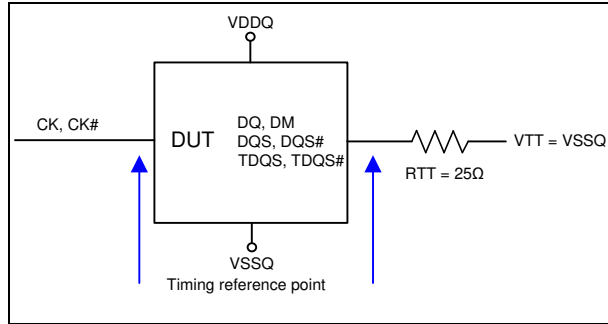 VDDQ
CK, CK#
DUT
DQ, DM
DQS, DQS#
TDQS, TDQS#
VTT = VSSQ
RTT = 25Ω
VSSQ
Timing reference point